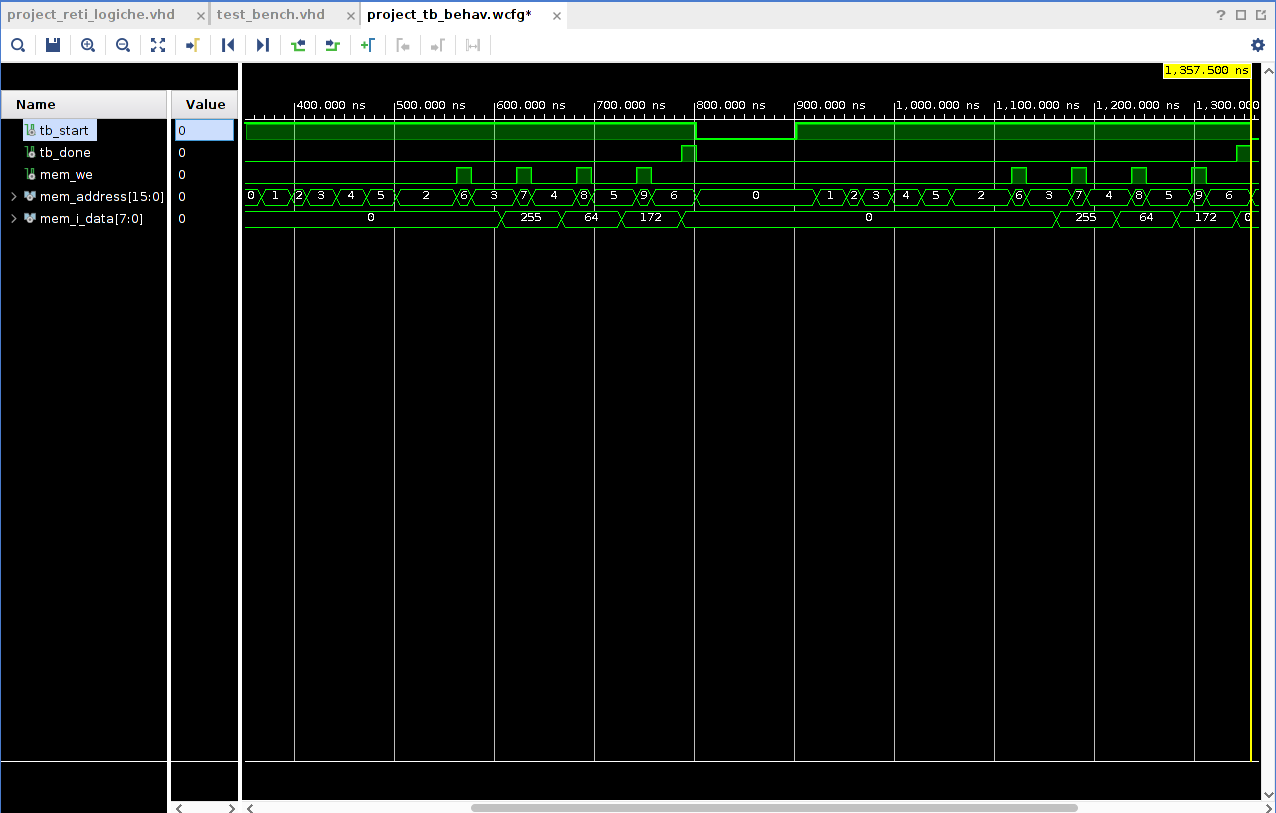 project_reti_logiche.vhd × test_bench.vhd × project_tb_behav.wcfg* ×
?
1,357.500 ns
Name Value 400.000 ns 500.000 ns 600.000 ns 700.000 ns 800.000 ns 900.000 ns 1,000.000 ns 1,100.000 ns 1,200.000 ns 1,300.000
tb_start 0
tb_done 0
mem_we 0
mem_address[15:0] 0 0 1 2 3 4 5 2 6 3 7 4 8 5 9 6 0 1 2 3 4 5 2 6 3 7 4 8 5 9 6
mem_i_data[7:0] 0 0 255 64 172 0 255 64 172 0